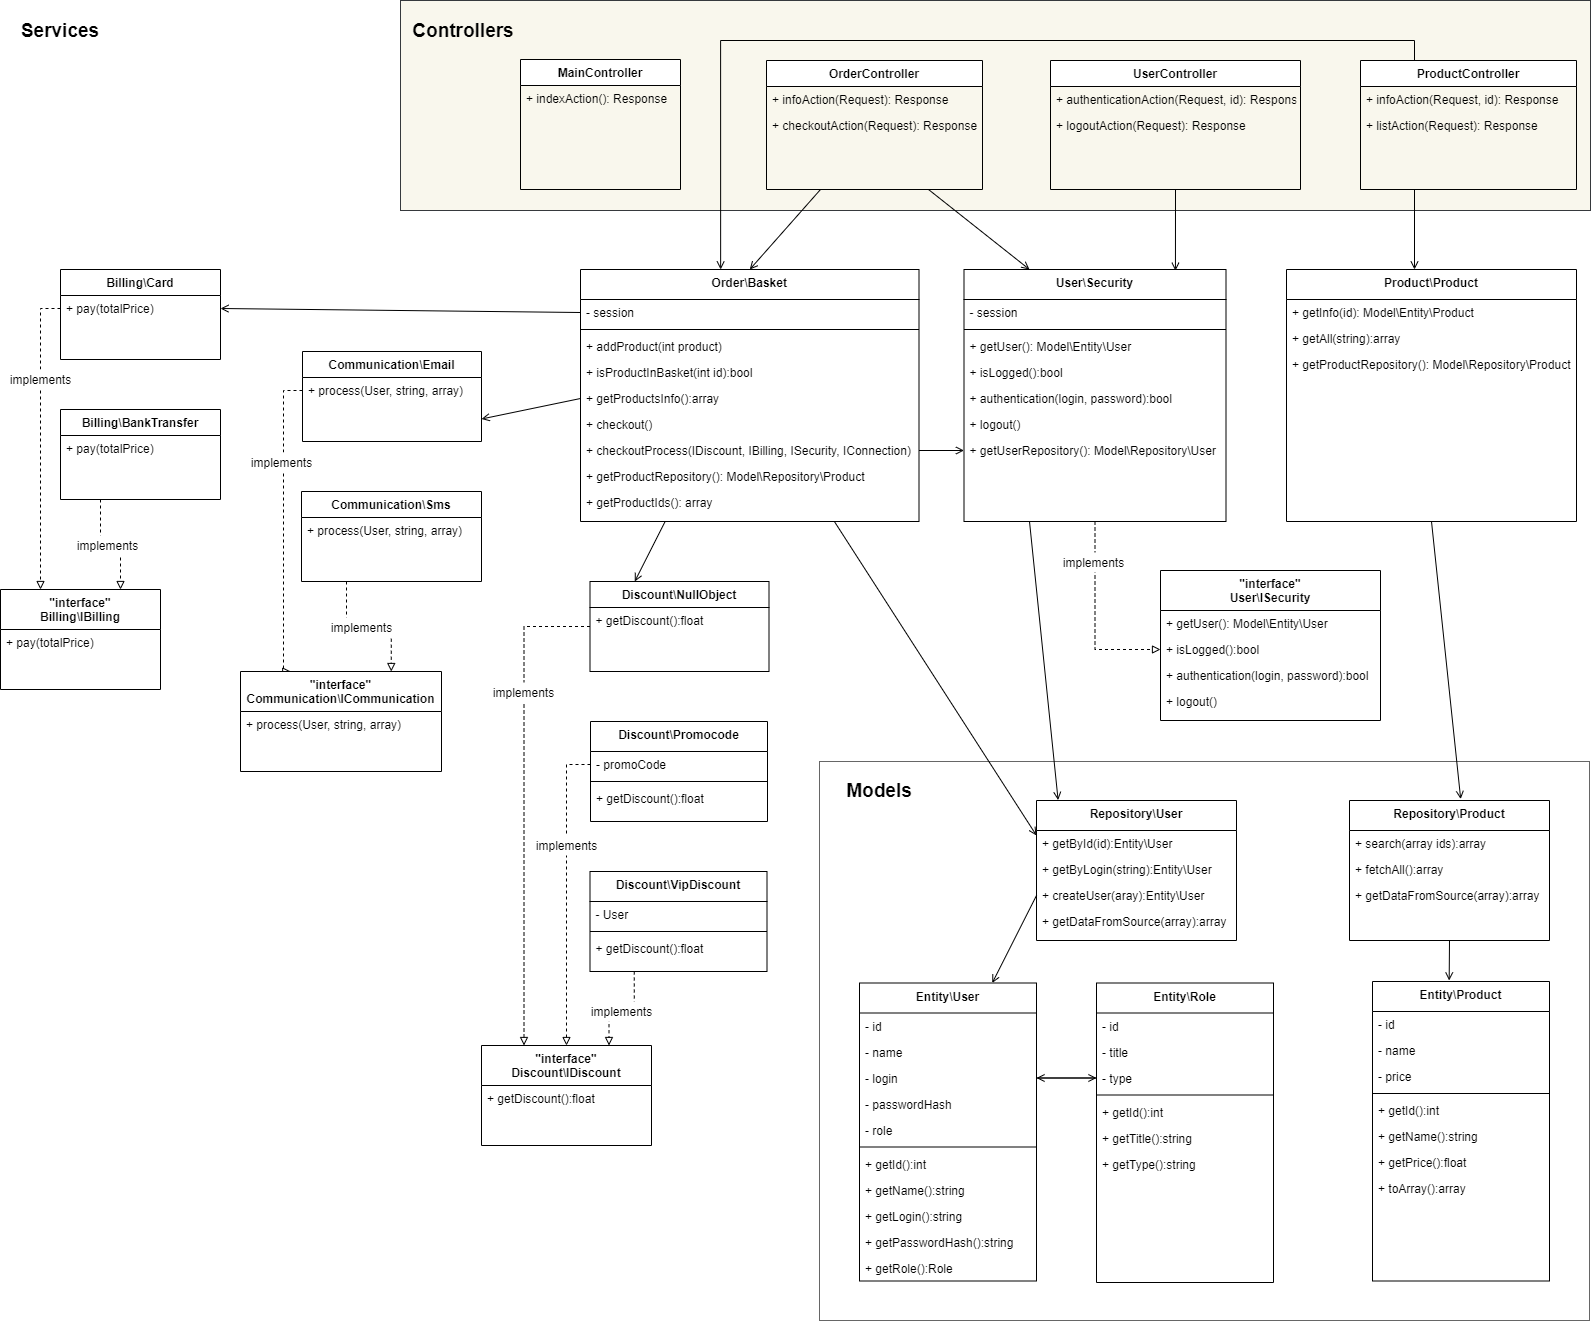 Services
Controllers
MainController
+ indexAction(): Response
OrderController
+ infoAction(Request): Response
+ checkoutAction(Request): Response
UserController
+ authenticationAction(Request, id): Respons
+ logoutAction(Request): Response
ProductController
+ infoAction(Request, id): Response
+ listAction(Request): Response
Billing\Card
+ pay(totalPrice)
implements
Billing\BankTransfer
+ pay(totalPrice)
implements
"interface"
Billing\IBilling
+ pay(totalPrice)
Communication\Email
+ process(User, string, array)
implements
Communication\Sms
+ process(User, string, array)
implements
"interface"
Communication\ICommunication
+ process(User, string, array)
Order\Basket
- session
+ addProduct(int product)
+ isProductInBasket(int id):bool
+ getProductsInfo():array
+ checkout()
+ checkoutProcess(IDiscount, IBilling, ISecurity, IConnection)
+ getProductRepository(): Model\Repository\Product
+ getProductIds(): array
User\Security
- session
+ getUser(): Model\Entity\User
+ isLogged():bool
+ authentication(login, password):bool
+ logout()
+ getUserRepository(): Model\Repository\User
Product\Product
+ getInfo(id): Model\Entity\Product
+ getAll(string):array
+ getProductRepository(): Model\Repository\Product
implements
"interface"
User\ISecurity
+ getUser(): Model\Entity\User
+ isLogged():bool
+ authentication(login, password):bool
+ logout()
Discount\NullObject
+ getDiscount():float
implements
Discount\Promocode
- promoCode
+ getDiscount():float
implements
Discount\VipDiscount
- User
+ getDiscount():float
implements
"interface"
Discount\IDiscount
+ getDiscount():float
Models
Repository\User
+ getById(id):Entity\User
+ getByLogin(string):Entity\User
+ createUser(aray):Entity\User
+ getDataFromSource(array):array
Repository\Product
+ search(array ids):array
+ fetchAll():array
+ getDataFromSource(array):array
Entity\User
- id
- name
- login
- passwordHash
- role
+ getId():int
+ getName():string
+ getLogin():string
+ getPasswordHash():string
+ getRole():Role
Entity\Role
- id
- title
- type
+ getId():int
+ getTitle():string
+ getType():string
Entity\Product
- id
- name
- price
+ getId():int
+ getName():string
+ getPrice():float
+ toArray():array